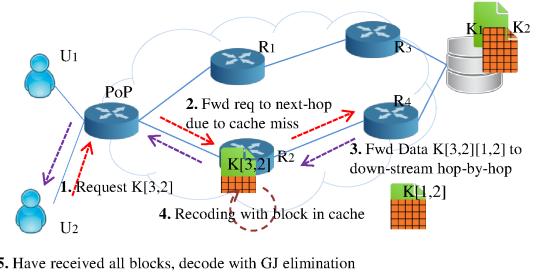 K1
K2
U1
R1
R3
PoP
2. Fwd req to next-hop
due to cache miss
R4
K[3,2]
R2
3. Fwd Data K[3,2][1,2] to
down-stream hop-by-hop
1. Request K[3,2]
K[1,2]
4. Recoding with block in cache
U2
5. Have received all blocks, decode with GJ elimination